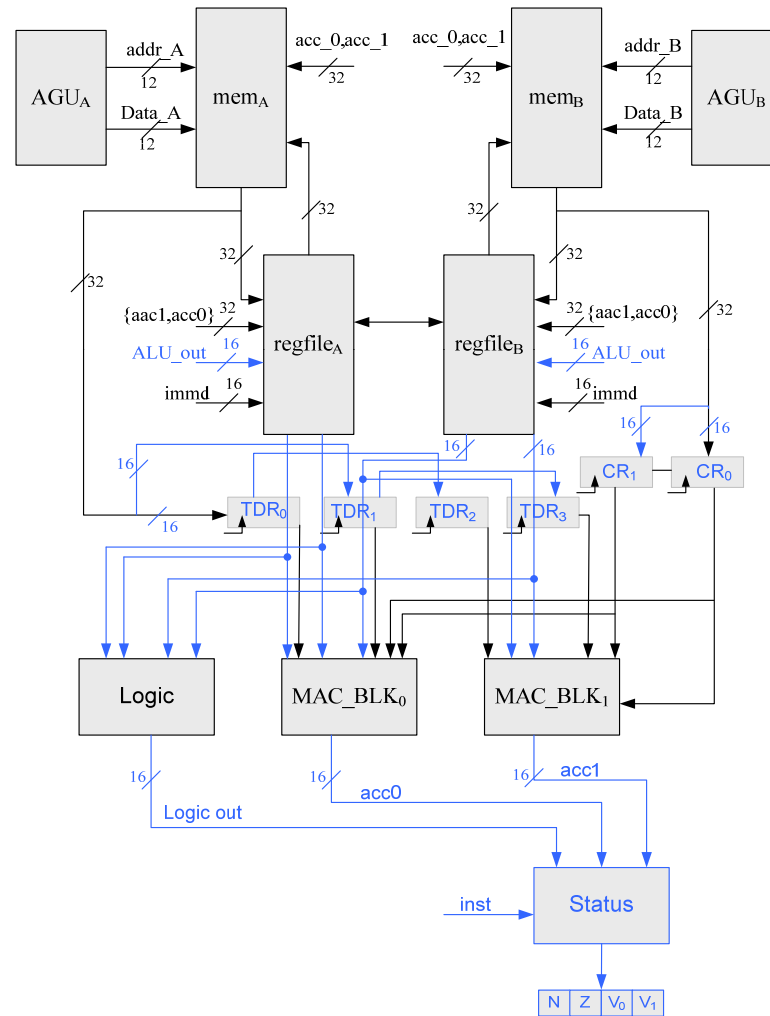 addr_A
12
Data_A
12
AGUA
memA
acc_0,acc_1
32
acc_0,acc_1
32
memB
addr_B
12
Data_B
12
AGUB
32
32
32
32
32
32
{aac1,acc0}
32
ALU_out
16
immd
16
regfileA
regfileB
32
{aac1,acc0}
16
ALU_out
16
immd
16
16
16
16
16
16
CR1
CR0
TDR0
TDR1
TDR2
TDR3
Logic
MAC_BLK0
MAC_BLK1
16
Logic out
16
acc0
16
acc1
inst
Status
N
Z
V0
V1